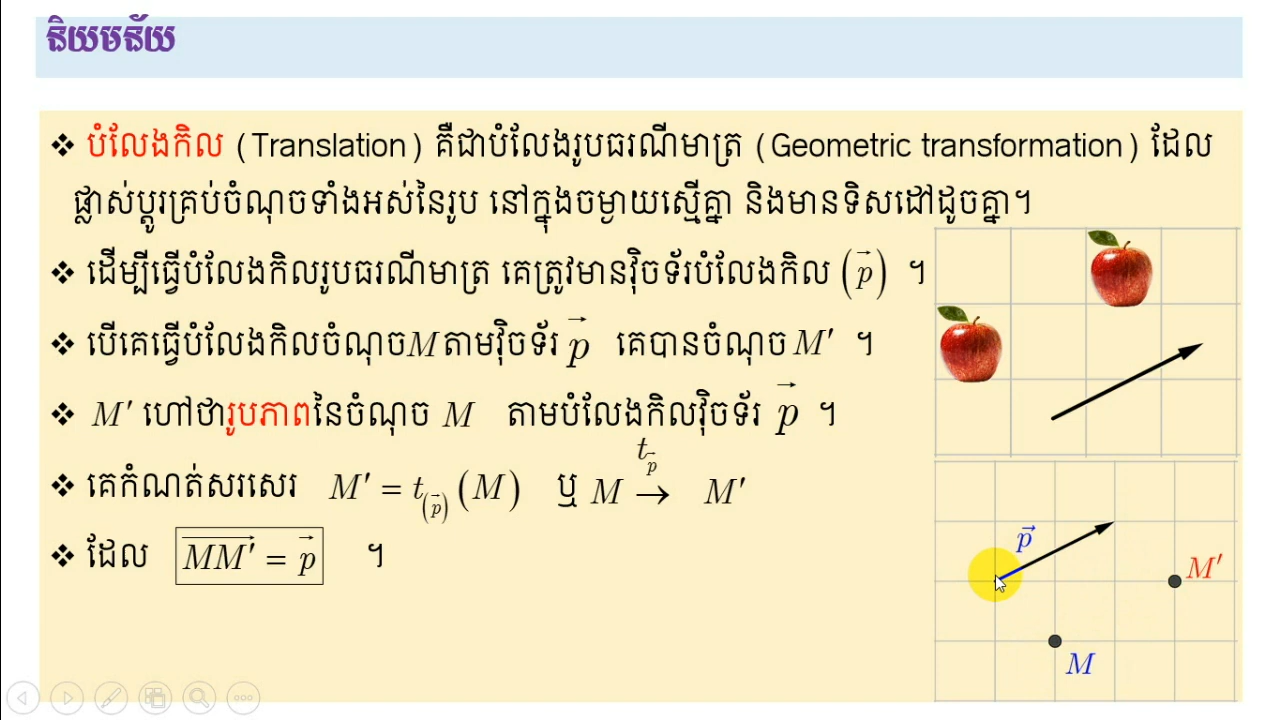 និយមន័យ
❖ បំលែងកិល (Translation) គឺជាបំលែងរូបធរណីមាត្រ (Geometric transformation) ដែល
ផ្លាស់ប្តូរគ្រប់ចំណុចទាំងអស់នៃរូប នៅក្នុងចម្ងាយស្មើគ្នា និងមានទិសដៅដូចគ្នា។
❖ ដើម្បីធ្វើបំលែងកិលរូបធរណីមាត្រ គេត្រូវមានវ៉ិចទ័របំលែងកិល (p⃗) ។
❖ បើគេធ្វើបំលែងកិលចំណុចM តាមវ៉ិចទ័រ p⃗ គេបានចំណុច M′ ។
❖ M′ ហៅថារូបភាពនៃចំណុច M តាមបំលែងកិលវ៉ិចទ័រ p⃗ ។
❖ គេកំណត់សរសេរ M′ = t_(p⃗) (M) ឬ M →^(t_p⃗) M′
❖ ដែល \overrightarrow{MM′} = p⃗ ។
p⃗
M′
M